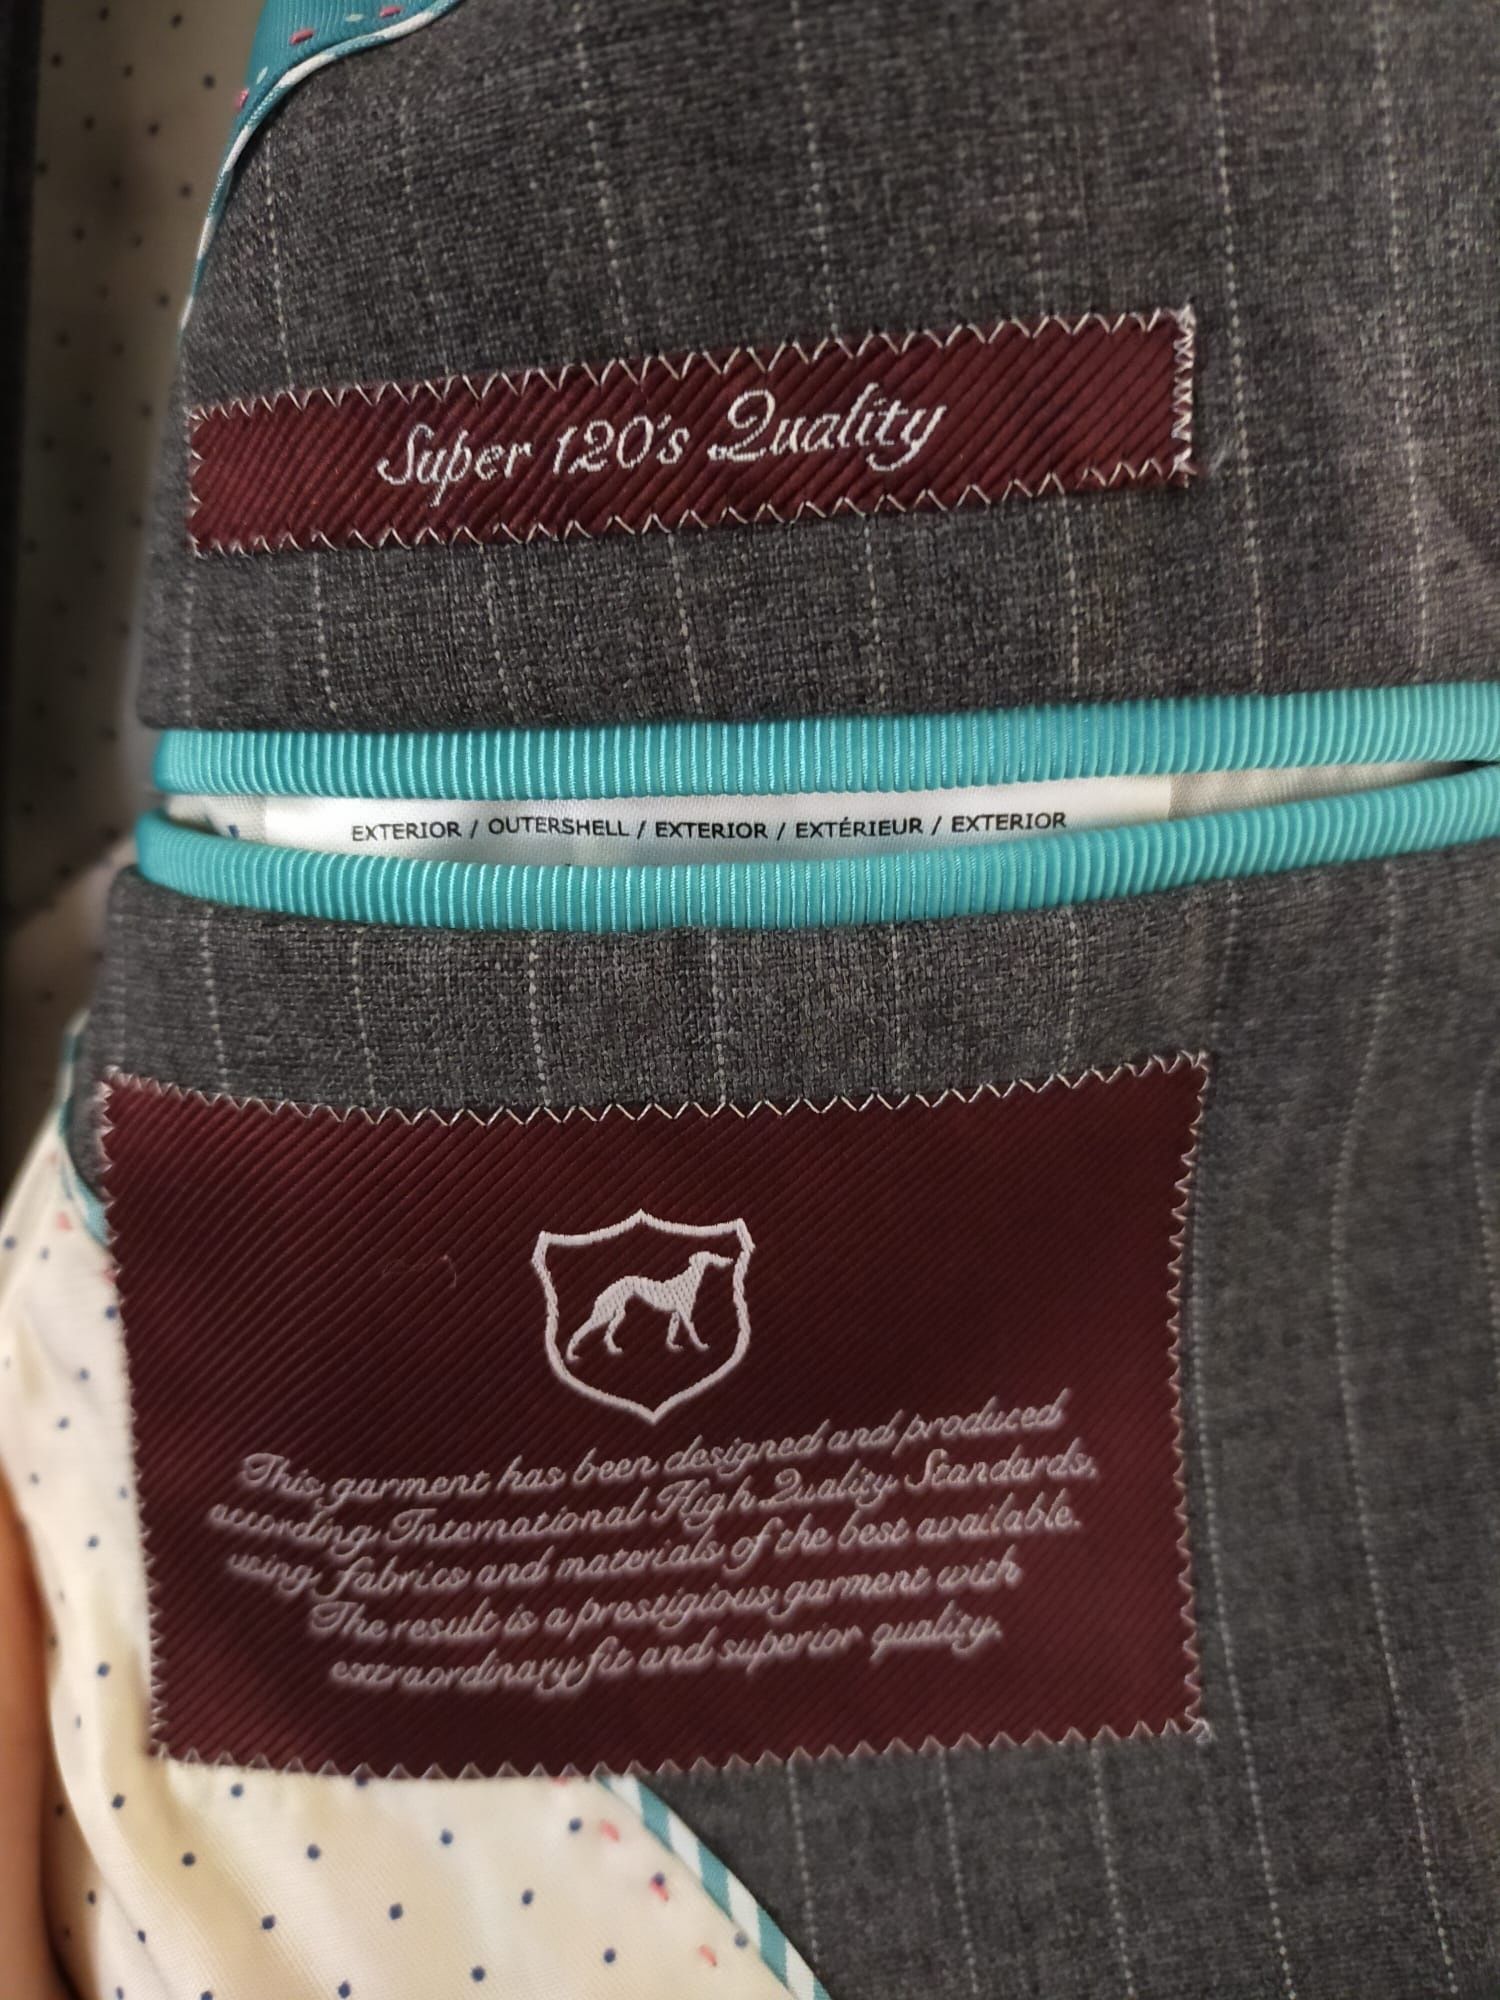 Super 120's Quality
EXTERIOR / OUTERSHELL / EXTERIOR / EXTÉRIEUR / EXTERIOR
This garment has been designed and produced
according International High Quality Standards,
using fabrics and materials of the best available.
The result is a prestigious garment with
extraordinary fit and superior quality.